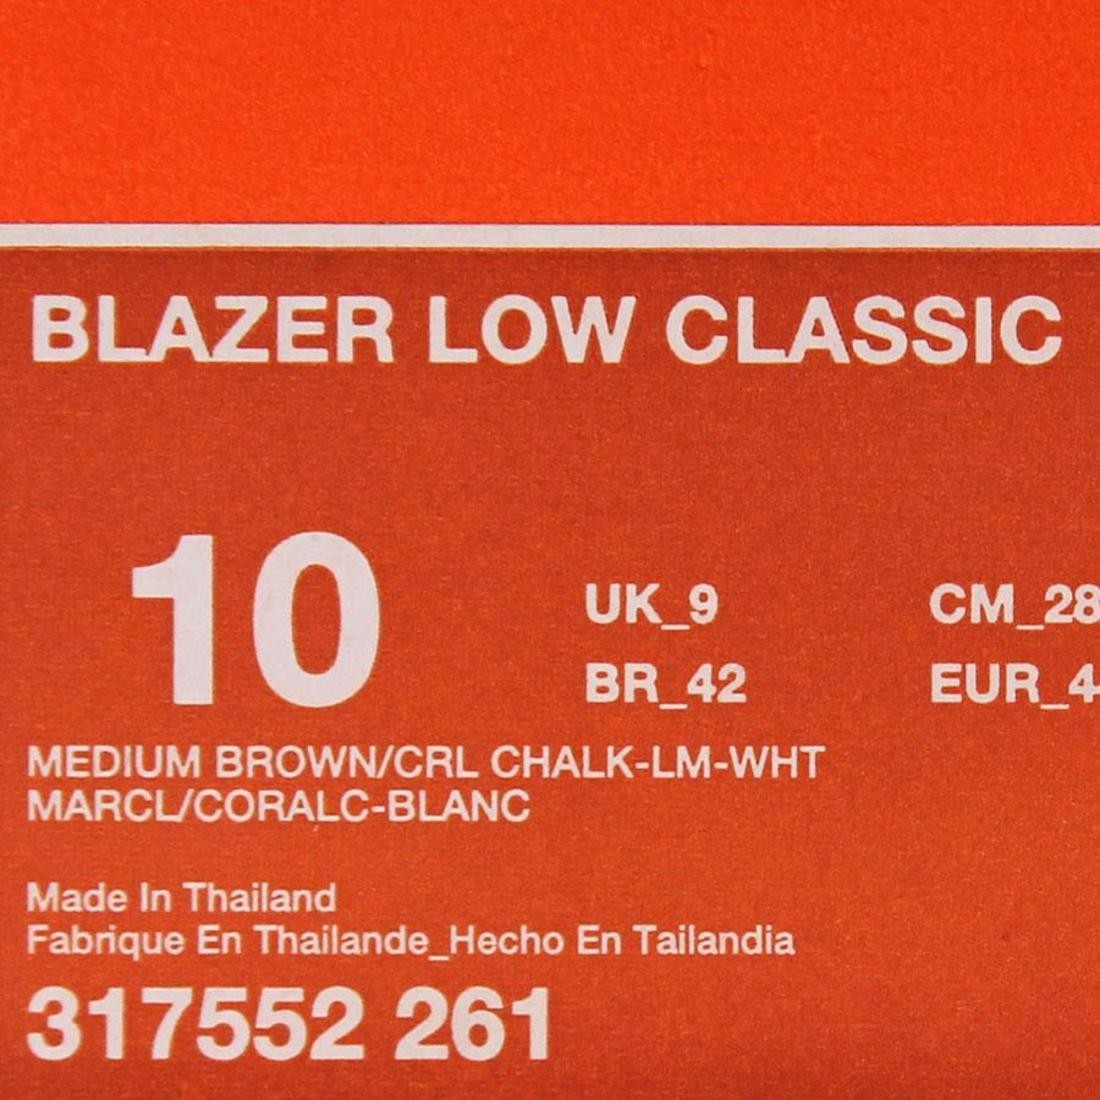 BLAZER LOW CLASSIC
10
UK_9 CM_28
BR_42 EUR_4
MEDIUM BROWN/CRL CHALK-LM-WHT
MARCL/CORALC-BLANC
Made In Thailand
Fabrique En Thailande_Hecho En Tailandia
317552 261